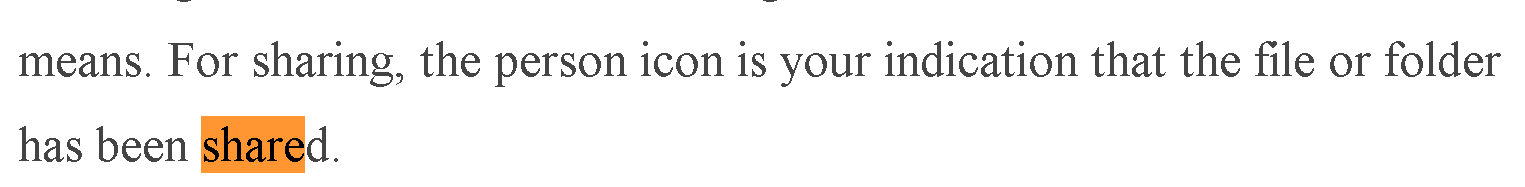 means. For sharing, the person icon is your indication that the file or folder
has been shared.